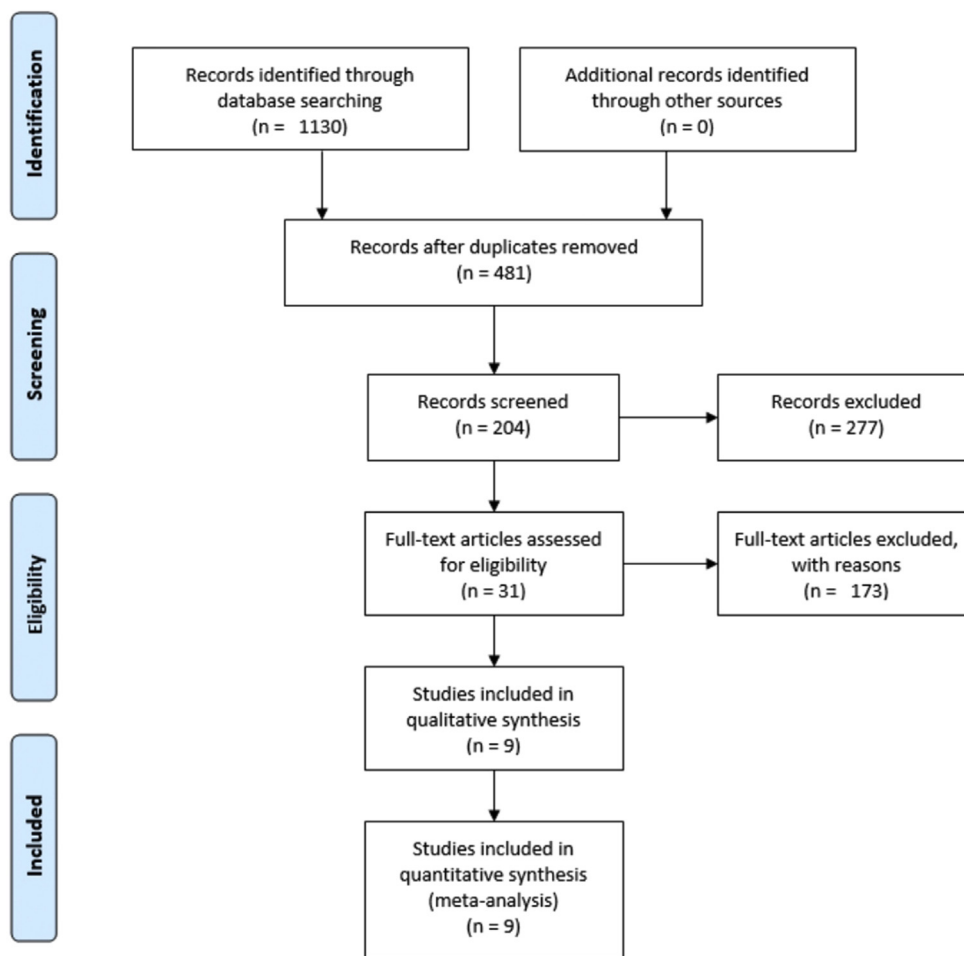 Identification
Records identified through
database searching
(n = 1130)
Additional records identified
through other sources
(n = 0)
Records after duplicates removed
(n = 481)
Screening
Records screened
(n = 204)
Records excluded
(n = 277)
Eligibility
Full-text articles assessed
for eligibility
(n = 31)
Full-text articles excluded,
with reasons
(n = 173)
Studies included in
qualitative synthesis
(n = 9)
Included
Studies included in
quantitative synthesis
(meta-analysis)
(n = 9)